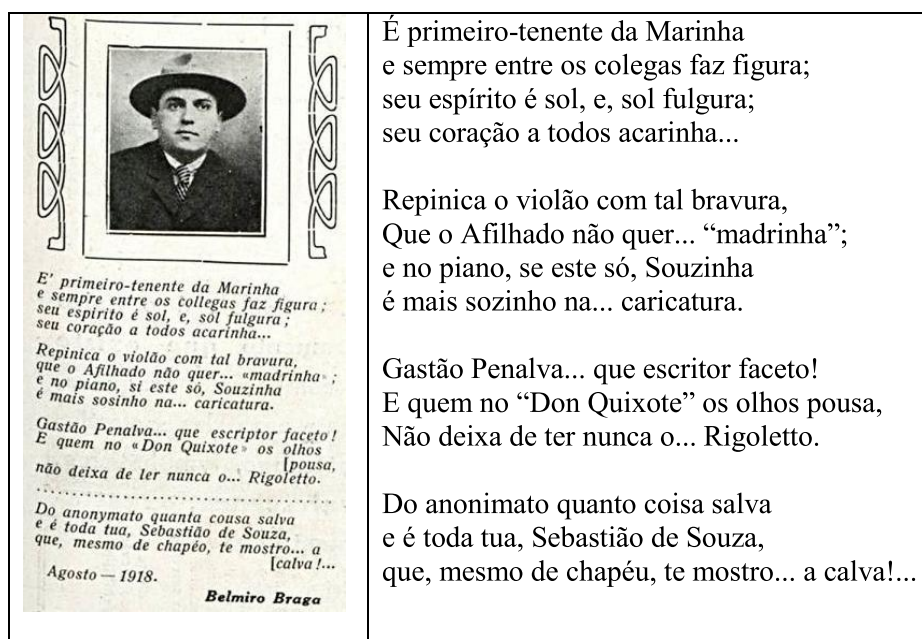 E' primeiro-tenente da Marinha
e sempre entre os collegas faz figura;
seu espirito é sol, e, sol fulgura;
seu coração a todos acarinha...
Repinica o violão com tal bravura,
que o Afilhado não quer... «madrinha»;
e no piano, si este só, Souzinha
é mais sosinho na... caricatura.
Gastão Penalva... que escriptor faceto!
E quem no «Don Quixote» os olhos
[pousa,
não deixa de ler nunca o... Rigoletto.
Do anonymato quanta cousa salva
e é toda tua, Sebastião de Souza,
que, mesmo de chapéo, te mostro... a
[calva!...
Agosto — 1918.
Belmiro Braga
É primeiro-tenente da Marinha
e sempre entre os colegas faz figura;
seu espírito é sol, e, sol fulgura;
seu coração a todos acarinha...
Repinica o violão com tal bravura,
Que o Afilhado não quer... “madrinha”;
e no piano, se este só, Souzinha
é mais sozinho na... caricatura.
Gastão Penalva... que escritor faceto!
E quem no “Don Quixote” os olhos pousa,
Não deixa de ter nunca o... Rigoletto.
Do anonimato quanto coisa salva
e é toda tua, Sebastião de Souza,
que, mesmo de chapéu, te mostro... a calva!...